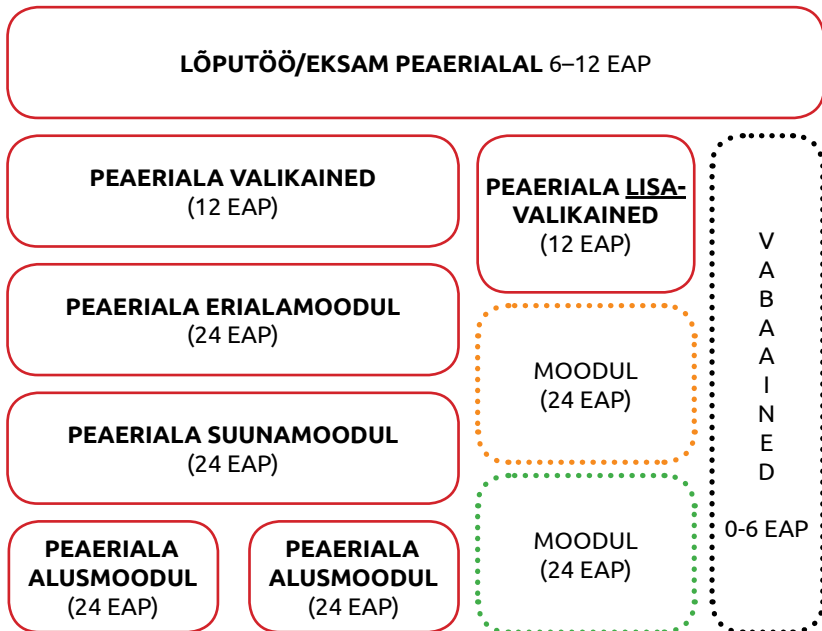 LÕPUTÖÖ/EKSAM PEAERIALAL 6–12 EAP
PEAERIALA VALIKAINED
(12 EAP)
PEAERIALA LISA-
VALIKAINED
(12 EAP)
PEAERIALA ERIALAMOODUL
(24 EAP)
MOODUL
(24 EAP)
PEAERIALA SUUNAMOODUL
(24 EAP)
PEAERIALA
ALUSMOODUL
(24 EAP)
PEAERIALA
ALUSMOODUL
(24 EAP)
MOODUL
(24 EAP)
V
A
B
A
A
I
N
E
D
0-6 EAP